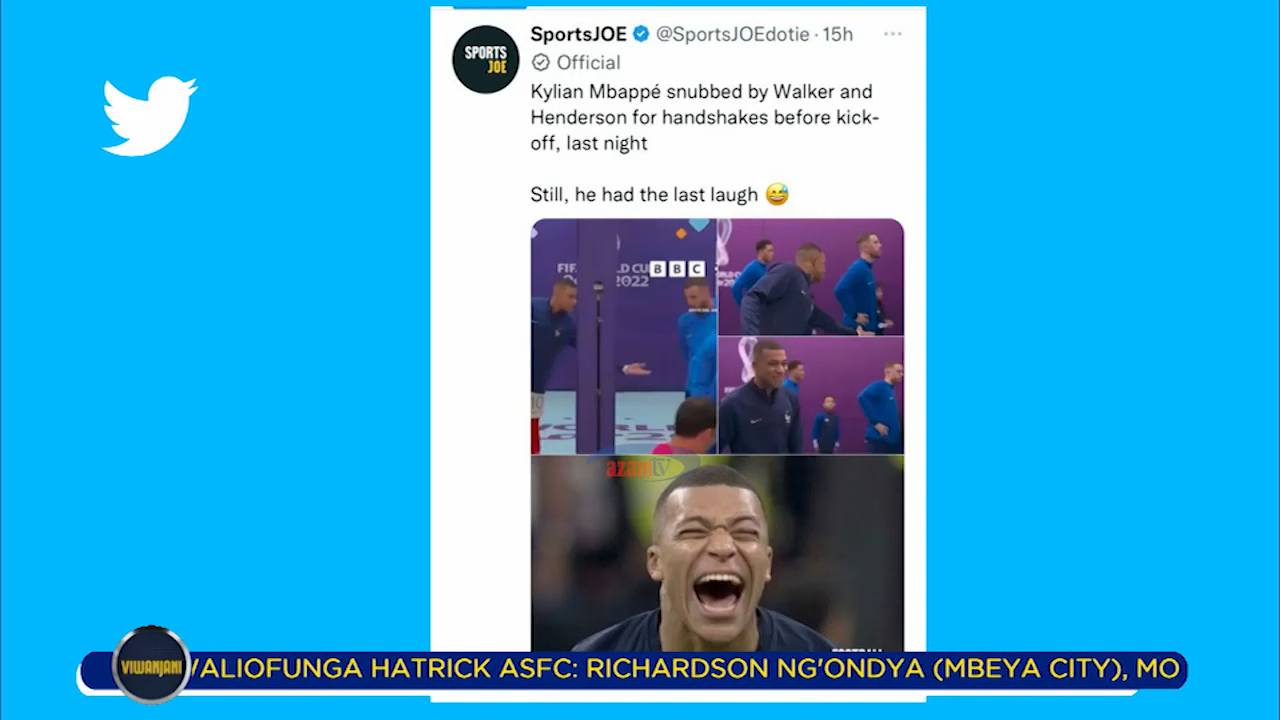 SPORTS
JOE
SportsJOE @SportsJOEdotie · 15h
Official
Kylian Mbappé snubbed by Walker and
Henderson for handshakes before kick-
off, last night
Still, he had the last laugh 😅
BBC
2022
azam tv
VIWANJANI
WALIOFUNGA HATRICK ASFC: RICHARDSON NG'ONDYA (MBEYA CITY), MO